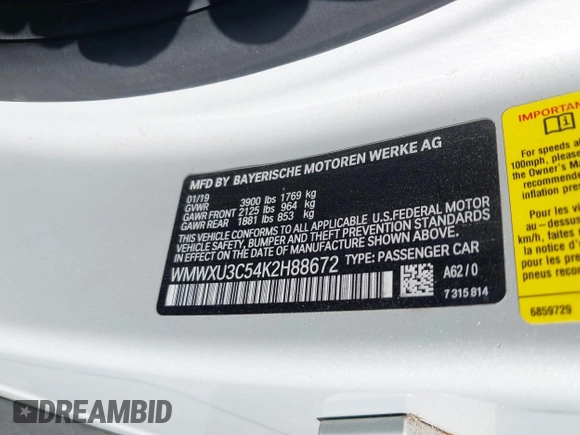 MFD BY BAYERISCHE MOTOREN WERKE AG
01/19
GVWR 3900 lbs 1769 kg
GAWR FRONT 2125 lbs 964 kg
GAWR REAR 1881 lbs 853 kg
THIS VEHICLE CONFORMS TO ALL APPLICABLE U.S.FEDERAL MOTOR
VEHICLE SAFETY, BUMPER AND THEFT PREVENTION STANDARDS
IN EFFECT ON THE DATE OF MANUFACTURE SHOWN ABOVE.
WMWXU3C54K2H88672 TYPE: PASSENGER CAR
A62/0
7 315 814
IMPORTAN
For speeds a
100mph, please
the Owner's Ma
recommende
inflation pres
Pour les vi
au-dessus
km/h, faites
la notice d'
pneus recom
6859729
DREAMBID